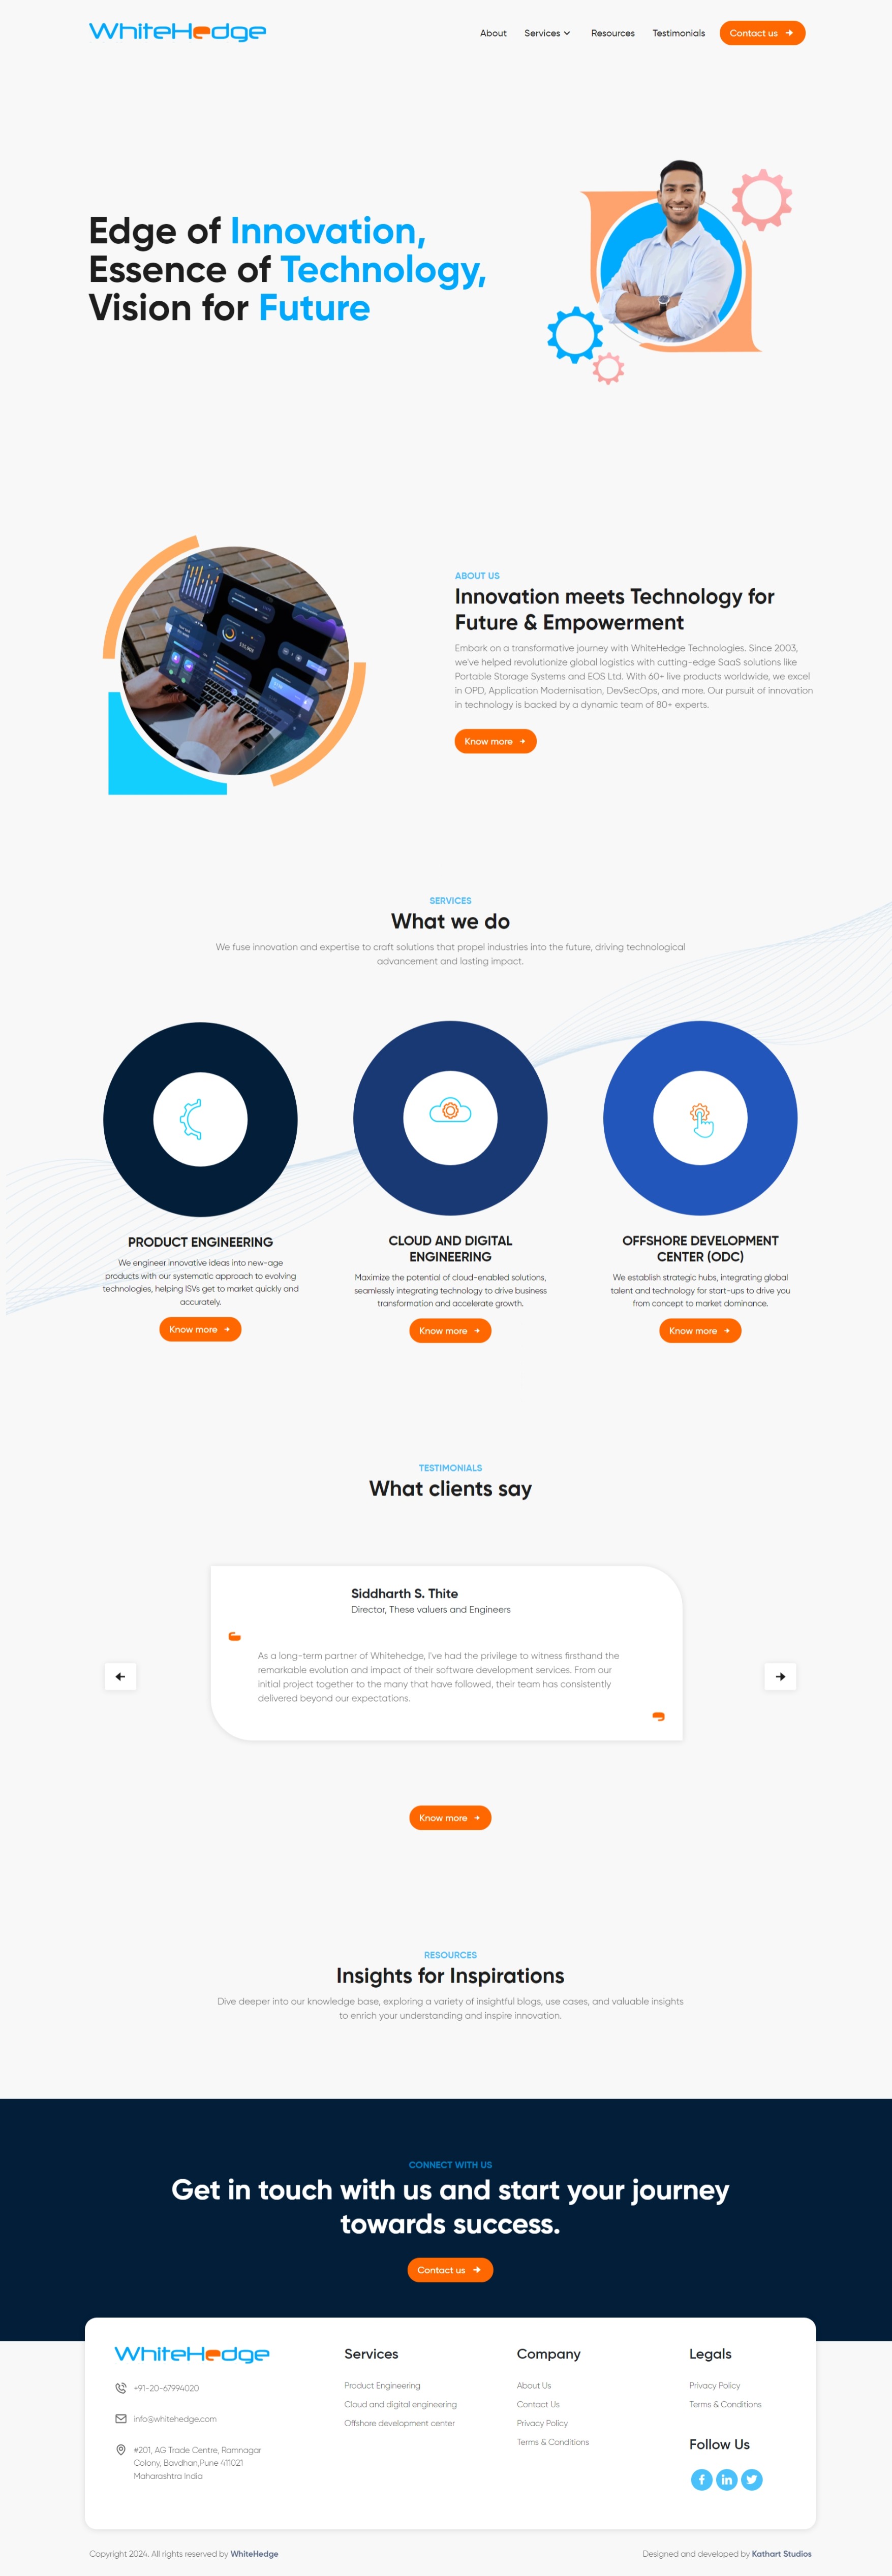 WhiteHedge
About Services Resources Testimonials Contact us
Edge of Innovation,
Essence of Technology,
Vision for Future
ABOUT US
Innovation meets Technology for
Future & Empowerment
Embark on a transformative journey with WhiteHedge Technologies. Since 2003,
we've helped revolutionize global logistics with cutting-edge SaaS solutions like
Portable Storage Systems and EOS Ltd. With 60+ live products worldwide, we excel
in OPD, Application Modernisation, DevSecOps, and more. Our pursuit of innovation
in technology is backed by a dynamic team of 80+ experts.
Know more
SERVICES
What we do
We fuse innovation and expertise to craft solutions that propel industries into the future, driving technological
advancement and lasting impact.
PRODUCT ENGINEERING
We engineer innovative ideas into new-age
products with our systematic approach to evolving
technologies, helping ISVs get to market quickly and
accurately.
Know more
CLOUD AND DIGITAL
ENGINEERING
Maximize the potential of cloud-enabled solutions,
seamlessly integrating technology to drive business
transformation and accelerate growth.
Know more
OFFSHORE DEVELOPMENT
CENTER (ODC)
We establish strategic hubs, integrating global
talent and technology for start-ups to drive you
from concept to market dominance.
Know more
TESTIMONIALS
What clients say
Siddharth S. Thite
Director, These valuers and Engineers
As a long-term partner of Whitehedge, I've had the privilege to witness firsthand the
remarkable evolution and impact of their software development services. From our
initial project together to the many that have followed, their team has consistently
delivered beyond our expectations.
Know more
RESOURCES
Insights for Inspirations
Dive deeper into our knowledge base, exploring a variety of insightful blogs, use cases, and valuable insights
to enrich your understanding and inspire innovation.
CONNECT WITH US
Get in touch with us and start your journey
towards success.
Contact us
WhiteHedge
+91-20-67994020
info@whitehedge.com
#201, AG Trade Centre, Ramnagar
Colony, Bavdhan,Pune 411021
Maharashtra India
Services
Product Engineering
Cloud and digital engineering
Offshore development center
Company
About Us
Contact Us
Privacy Policy
Terms & Conditions
Legals
Privacy Policy
Terms & Conditions
Follow Us
Copyright 2024. All rights reserved by WhiteHedge
Designed and developed by Kathart Studios